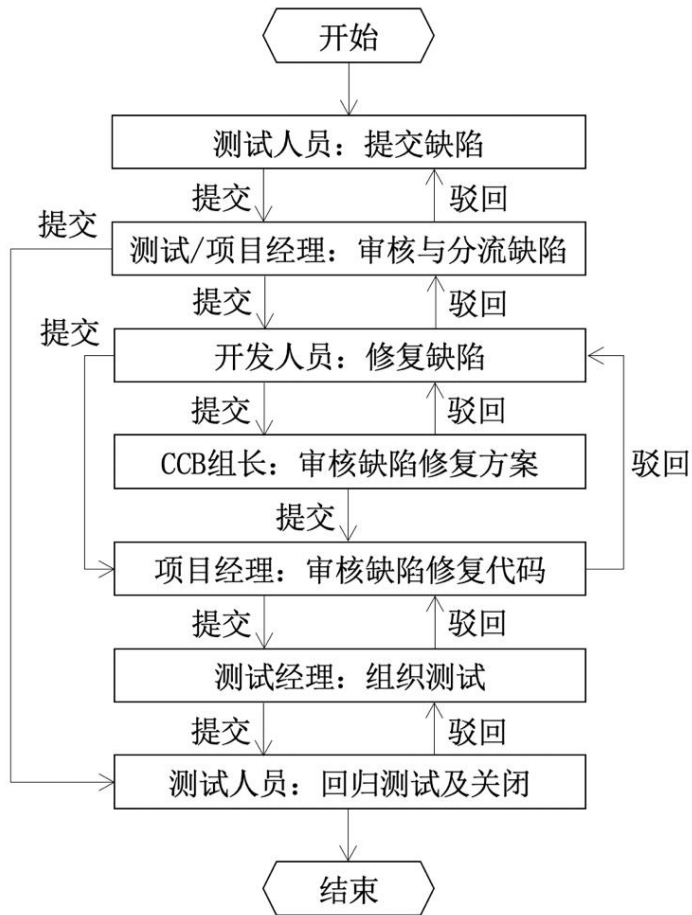 开始
测试人员：提交缺陷
提交
驳回
提交
测试/项目经理：审核与分流缺陷
提交
驳回
提交
开发人员：修复缺陷
提交
驳回
CCB组长：审核缺陷修复方案
驳回
提交
项目经理：审核缺陷修复代码
提交
驳回
测试经理：组织测试
提交
驳回
测试人员：回归测试及关闭
结束